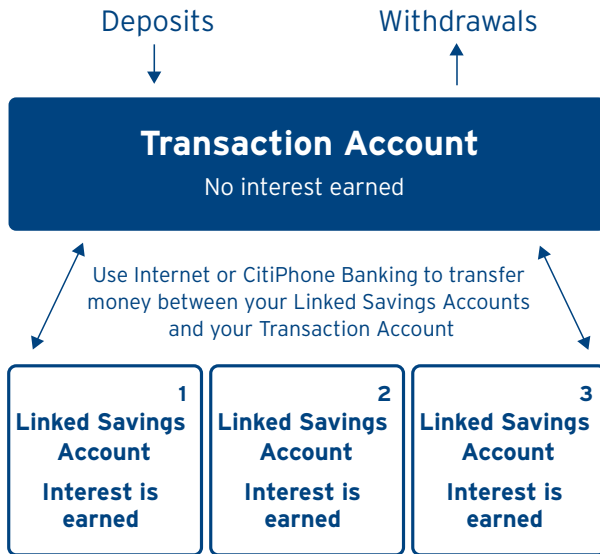 Deposits Withdrawals
Transaction Account
No interest earned
Use Internet or CitiPhone Banking to transfer
money between your Linked Savings Accounts
and your Transaction Account
1
Linked Savings
Account
Interest is
earned
2
Linked Savings
Account
Interest is
earned
3
Linked Savings
Account
Interest is
earned